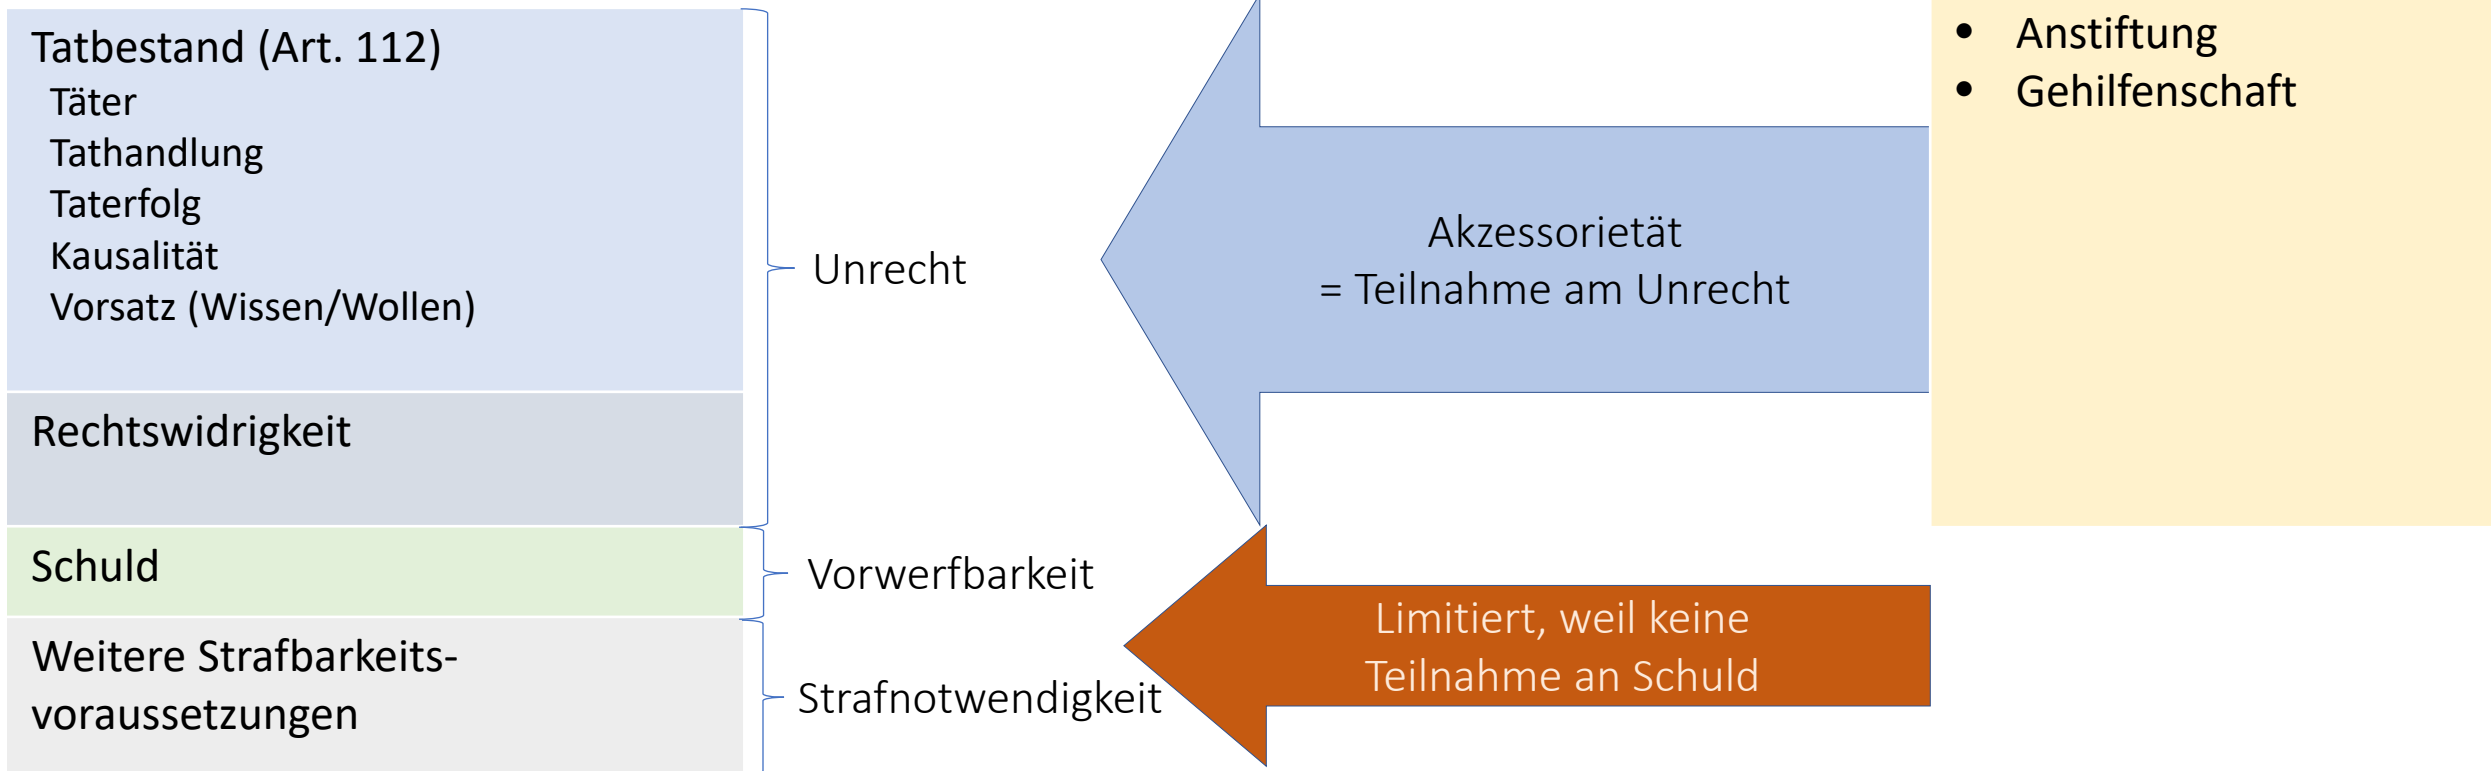 Tatbestand (Art. 112)
Täter
Tathandlung
Taterfolg
Kausalität
Vorsatz (Wissen/Wollen)
Rechtswidrigkeit
Schuld
Weitere Strafbarkeits-
voraussetzungen
Unrecht
Vorwerfbarkeit
Strafnotwendigkeit
Akzessorietät
= Teilnahme am Unrecht
Limitiert, weil keine
Teilnahme an Schuld
• Anstiftung
• Gehilfenschaft